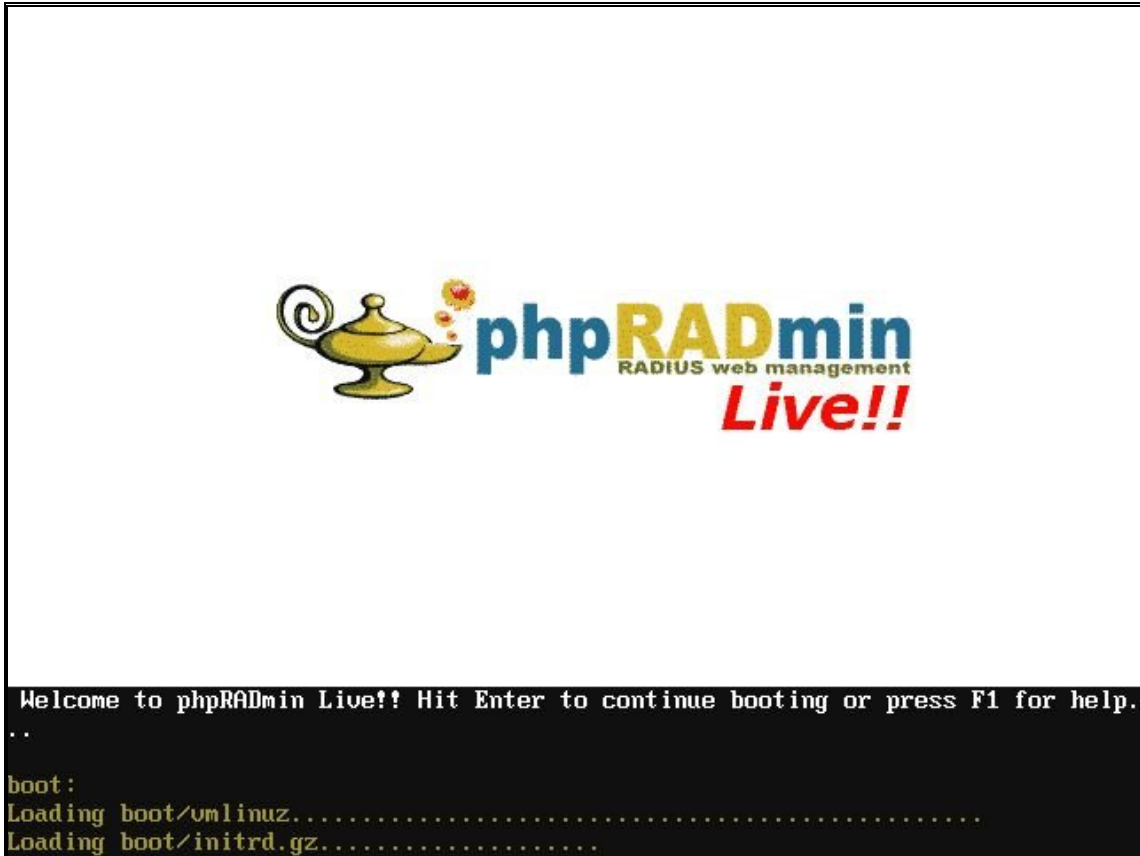 phpRADmin
RADIUS web management
Live!!
Welcome to phpRADmin Live!! Hit Enter to continue booting or press F1 for help.
..
boot:
Loading boot/vmlinuz.................................................
Loading boot/initrd.gz....................